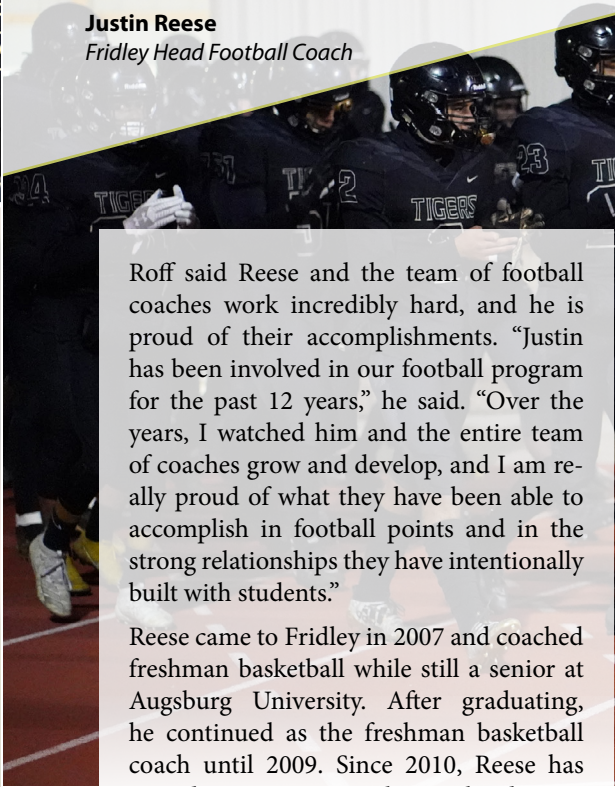 Justin Reese
Fridley Head Football Coach
TIGERS
2
23
TI
Roff said Reese and the team of football
coaches work incredibly hard, and he is
proud of their accomplishments. “Justin
has been involved in our football program
for the past 12 years,” he said. “Over the
years, I watched him and the entire team
of coaches grow and develop, and I am re-
ally proud of what they have been able to
accomplish in football points and in the
strong relationships they have intentionally
built with students.”
Reese came to Fridley in 2007 and coached
freshman basketball while still a senior at
Augsburg University. After graduating,
he continued as the freshman basketball
coach until 2009. Since 2010, Reese has